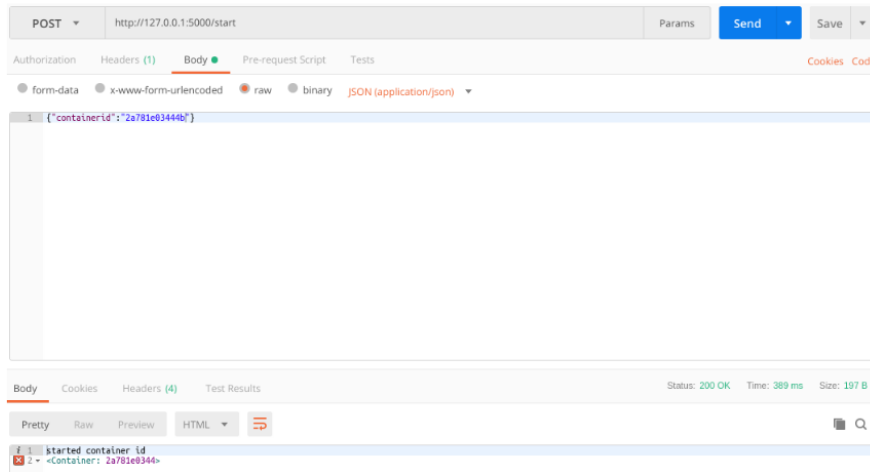 POST http://127.0.0.1:5000/start Params Send Save
Authorization Headers (1) Body Pre-request Script Tests Cookies Cod
form-data x-www-form-urlencoded raw binary JSON (application/json)
1 {"containerid":"2a781e03444b"}
Body Cookies Headers (4) Test Results Status: 200 OK Time: 389 ms Size: 197 B
Pretty Raw Preview HTML
i 1 started container id
2 <Container: 2a781e0344>